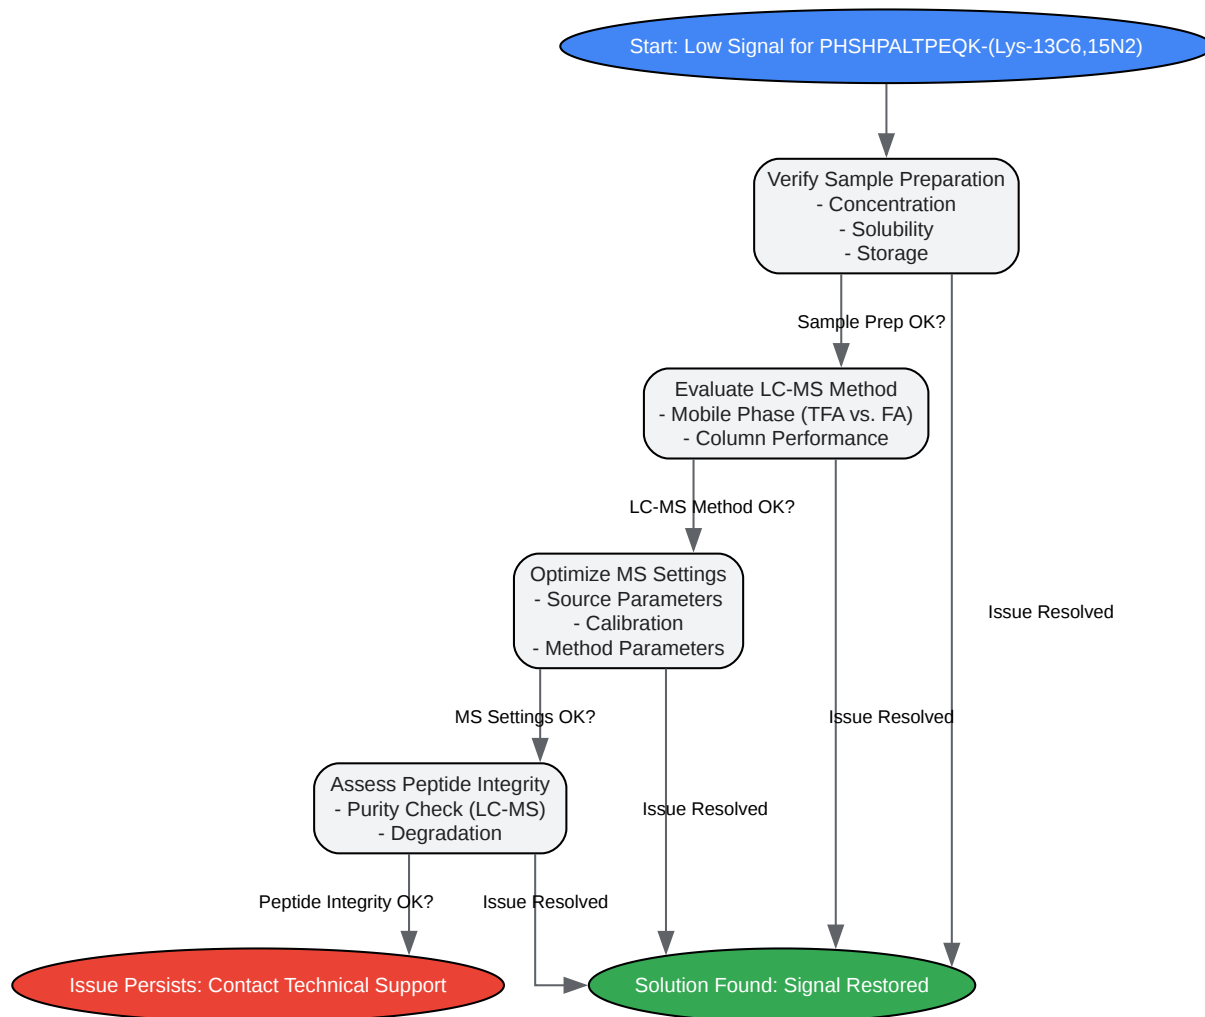 Start: Low Signal for PHSHPALTPEQK-(Lys-13C6,15N2)
Verify Sample Preparation
- Concentration
- Solubility
- Storage
Sample Prep OK?
Evaluate LC-MS Method
- Mobile Phase (TFA vs. FA)
- Column Performance
LC-MS Method OK?
Optimize MS Settings
- Source Parameters
- Calibration
- Method Parameters
Issue Resolved
MS Settings OK?
Issue Resolved
Assess Peptide Integrity
- Purity Check (LC-MS)
- Degradation
Issue Resolved
Peptide Integrity OK?
Issue Resolved
Issue Persists: Contact Technical Support
Solution Found: Signal Restored